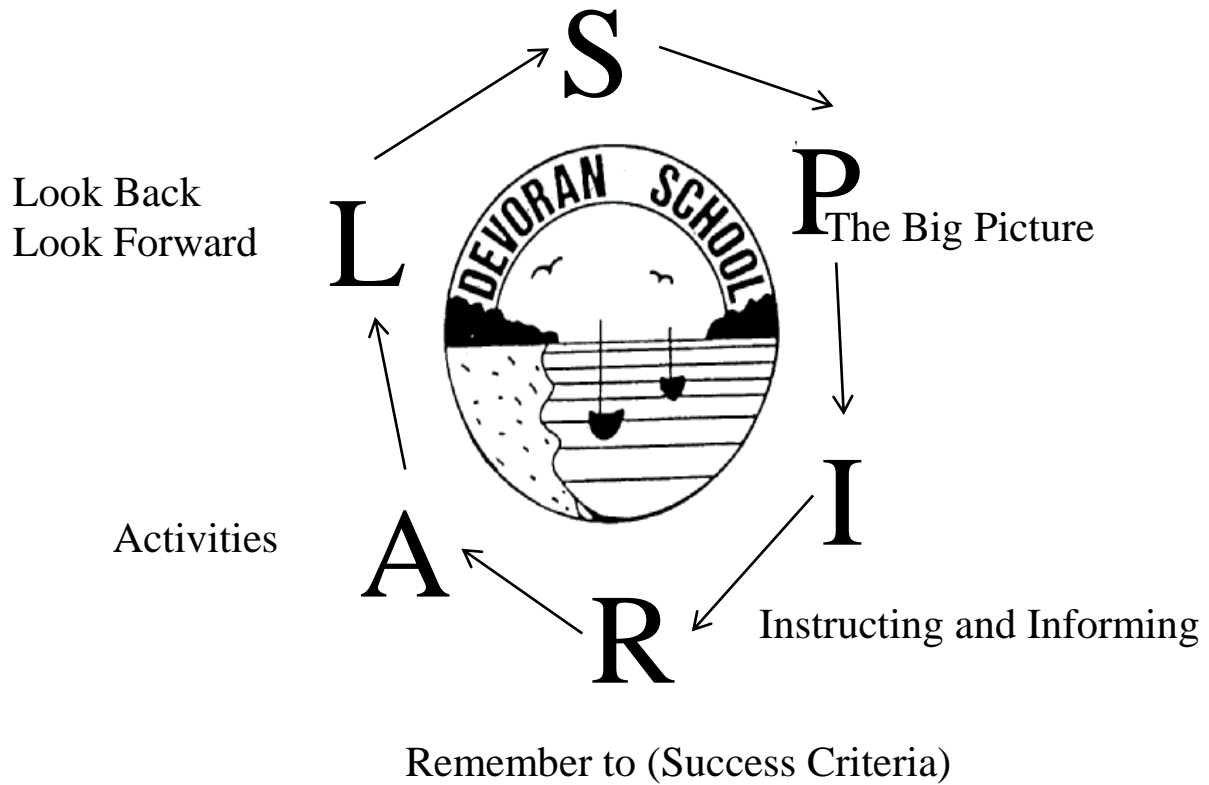 S
P
The Big Picture
I
Instructing and Informing
R
Remember to (Success Criteria)
A
Activities
L
Look Back
Look Forward
DEVORAN SCHOOL